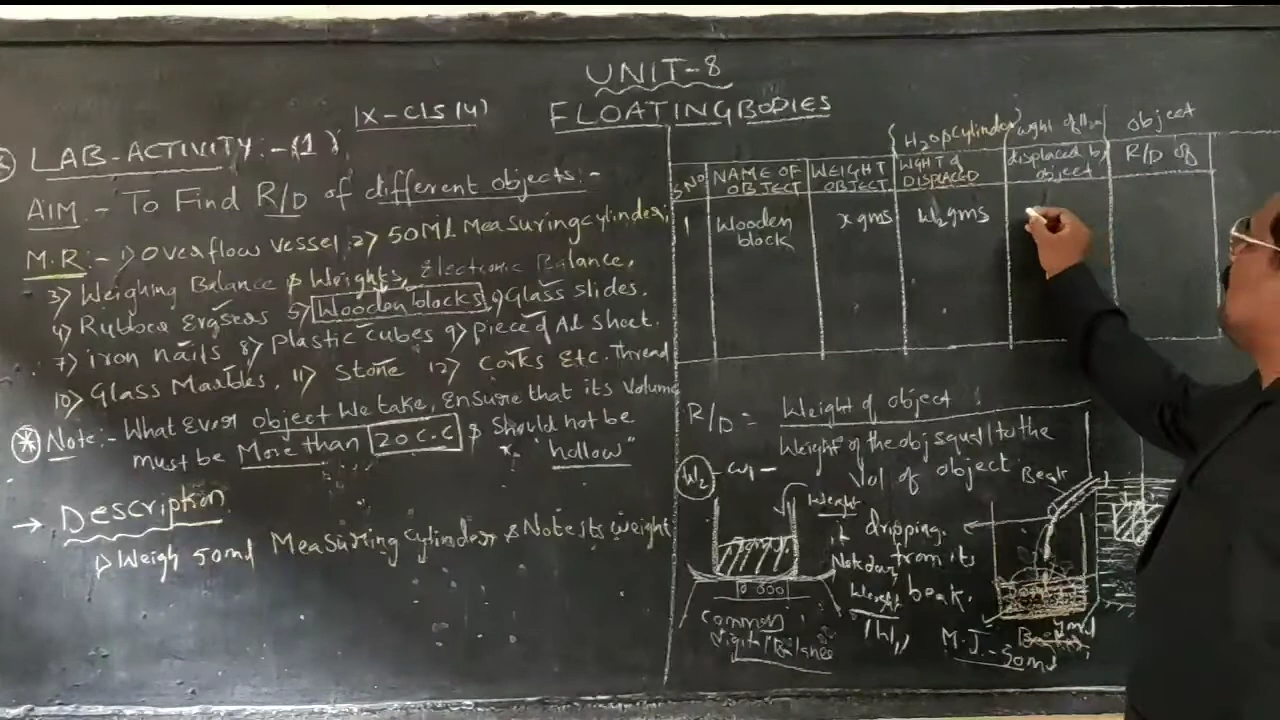 UNIT-8
IX-CLS (4)
FLOATING BODIES
LAB-ACTIVITY:-(1)
AIM:- To Find R/D of different objects:-
M.R:- 1) Overflow vessel, 2) 50Ml Measuring cylinder,
3) Weighing Balance & Weights, Electronic Balance,
4) Rubber Erasers 5) Wooden blocks, 6) Glass slides.
7) iron nails 8) Plastic cubes 9) piece of Al sheet.
10) Glass Marbles, 11) Stone 12) Corks Etc. Thread
Note:- What Ever object We take, Ensure that its Volume
must be More than 20 C.C & Should not be
"hollow"
→ Description
1) Weigh 50ml Measuring cylinder & Note its weight
S.NO
NAME OF OBJECT
WEIGHT OBJECT
H2O+Cylinder
WGHT of DISPLACED
wght of H2O
displaced by object
object
R/D of
1 Wooden block
x gms
W2 gms
R/D = Weight of object
Weight of the obj equal to the
Vol of object
W2 - W1 -
Weight it
Note down
Weight
dripping
from its
beak.
Beak
0 000
Common
Digital Balance
M.J.-50ml